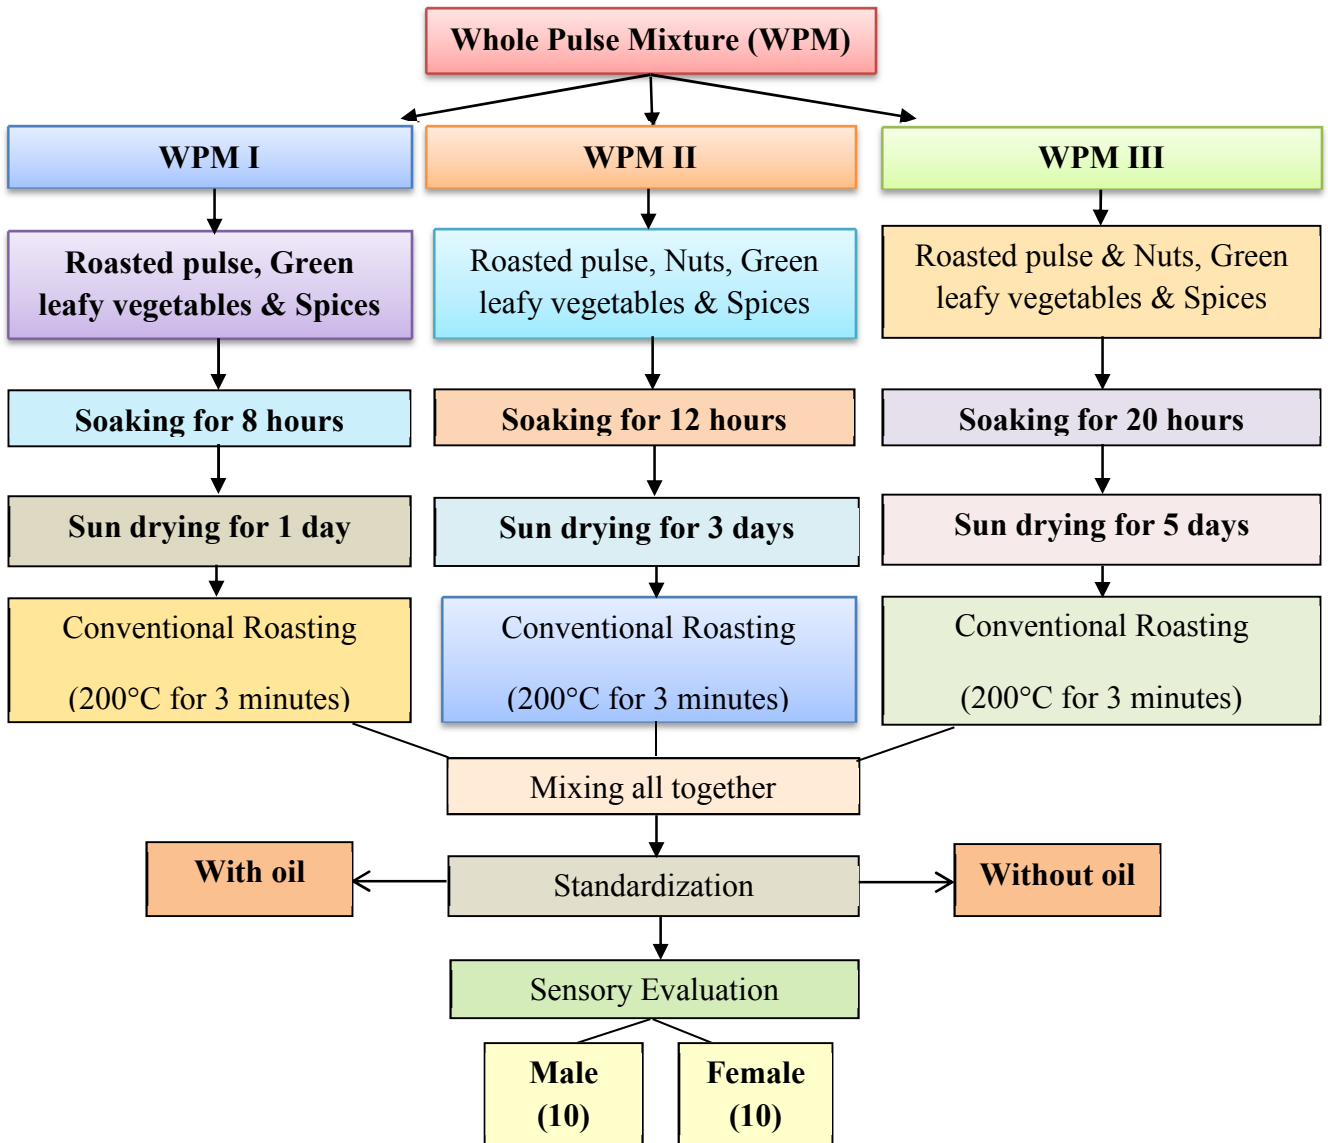 Whole Pulse Mixture (WPM)
WPM I
WPM II
WPM III
Roasted pulse, Green
leafy vegetables & Spices
Roasted pulse, Nuts, Green
leafy vegetables & Spices
Roasted pulse & Nuts, Green
leafy vegetables & Spices
Soaking for 8 hours
Soaking for 12 hours
Soaking for 20 hours
Sun drying for 1 day
Sun drying for 3 days
Sun drying for 5 days
Conventional Roasting
(200°C for 3 minutes)
Conventional Roasting
(200°C for 3 minutes)
Conventional Roasting
(200°C for 3 minutes)
Mixing all together
With oil
Standardization
Without oil
Sensory Evaluation
Male
(10)
Female
(10)